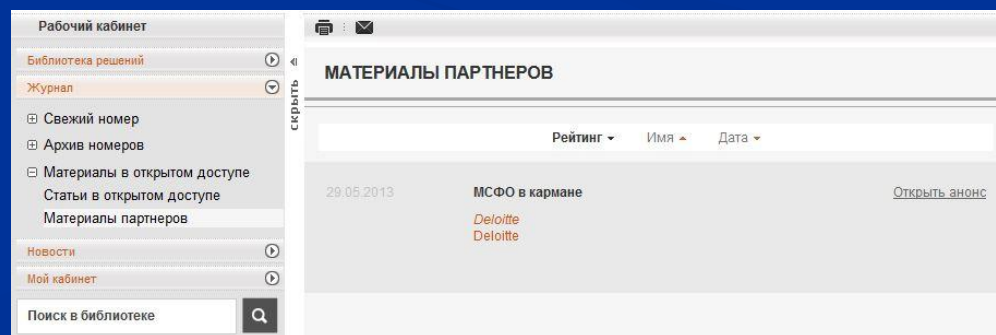 Рабочий кабинет
Библиотека решений
Журнал
Свежий номер
Архив номеров
Материалы в открытом доступе
Статьи в открытом доступе
Материалы партнеров
Новости
Мой кабинет
Поиск в библиотеке
скрыть
МАТЕРИАЛЫ ПАРТНЕРОВ
Рейтинг Имя Дата
29.05.2013 МСФО в кармане Открыть анонс
Deloitte
Deloitte